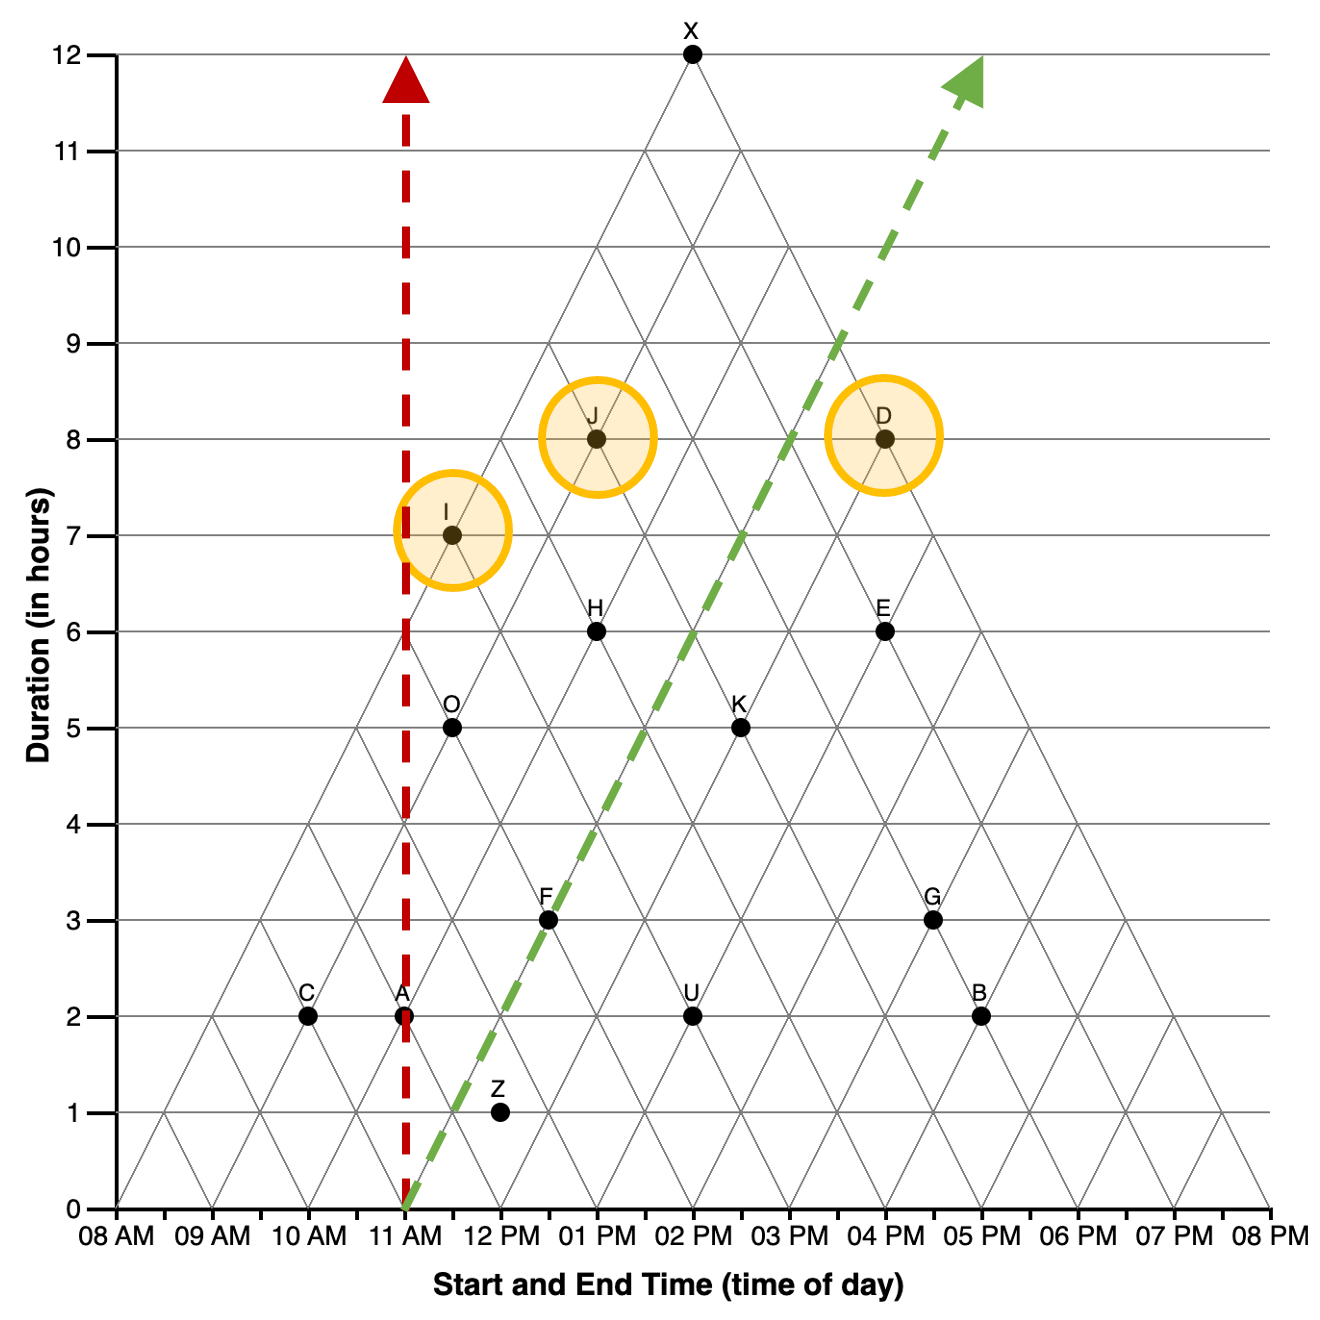 X
12
11
10
9
J
D
8
I
7
H
E
6
O
K
5
4
F
G
3
C
A
U
B
2
Z
1
0
08 AM 09 AM 10 AM 11 AM 12 PM 01 PM 02 PM 03 PM 04 PM 05 PM 06 PM 07 PM 08 PM
Start and End Time (time of day)
Duration (in hours)